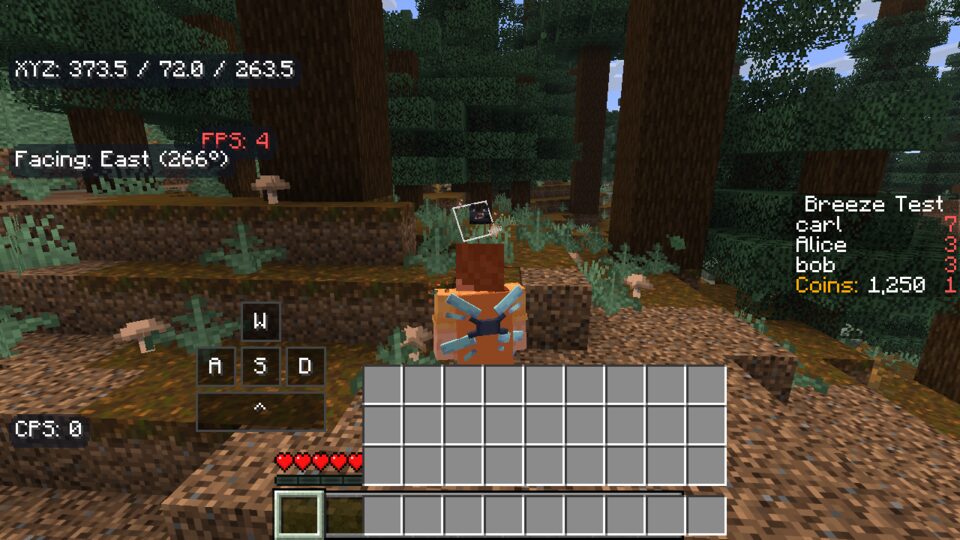 XYZ: 373.5 / 72.0 / 263.5
FPS: 4
Facing: East (266°)
Breeze Test
carl 7
Alice 3
bob 3
Coins: 1,250 1
W
A S D
^
CPS: 0